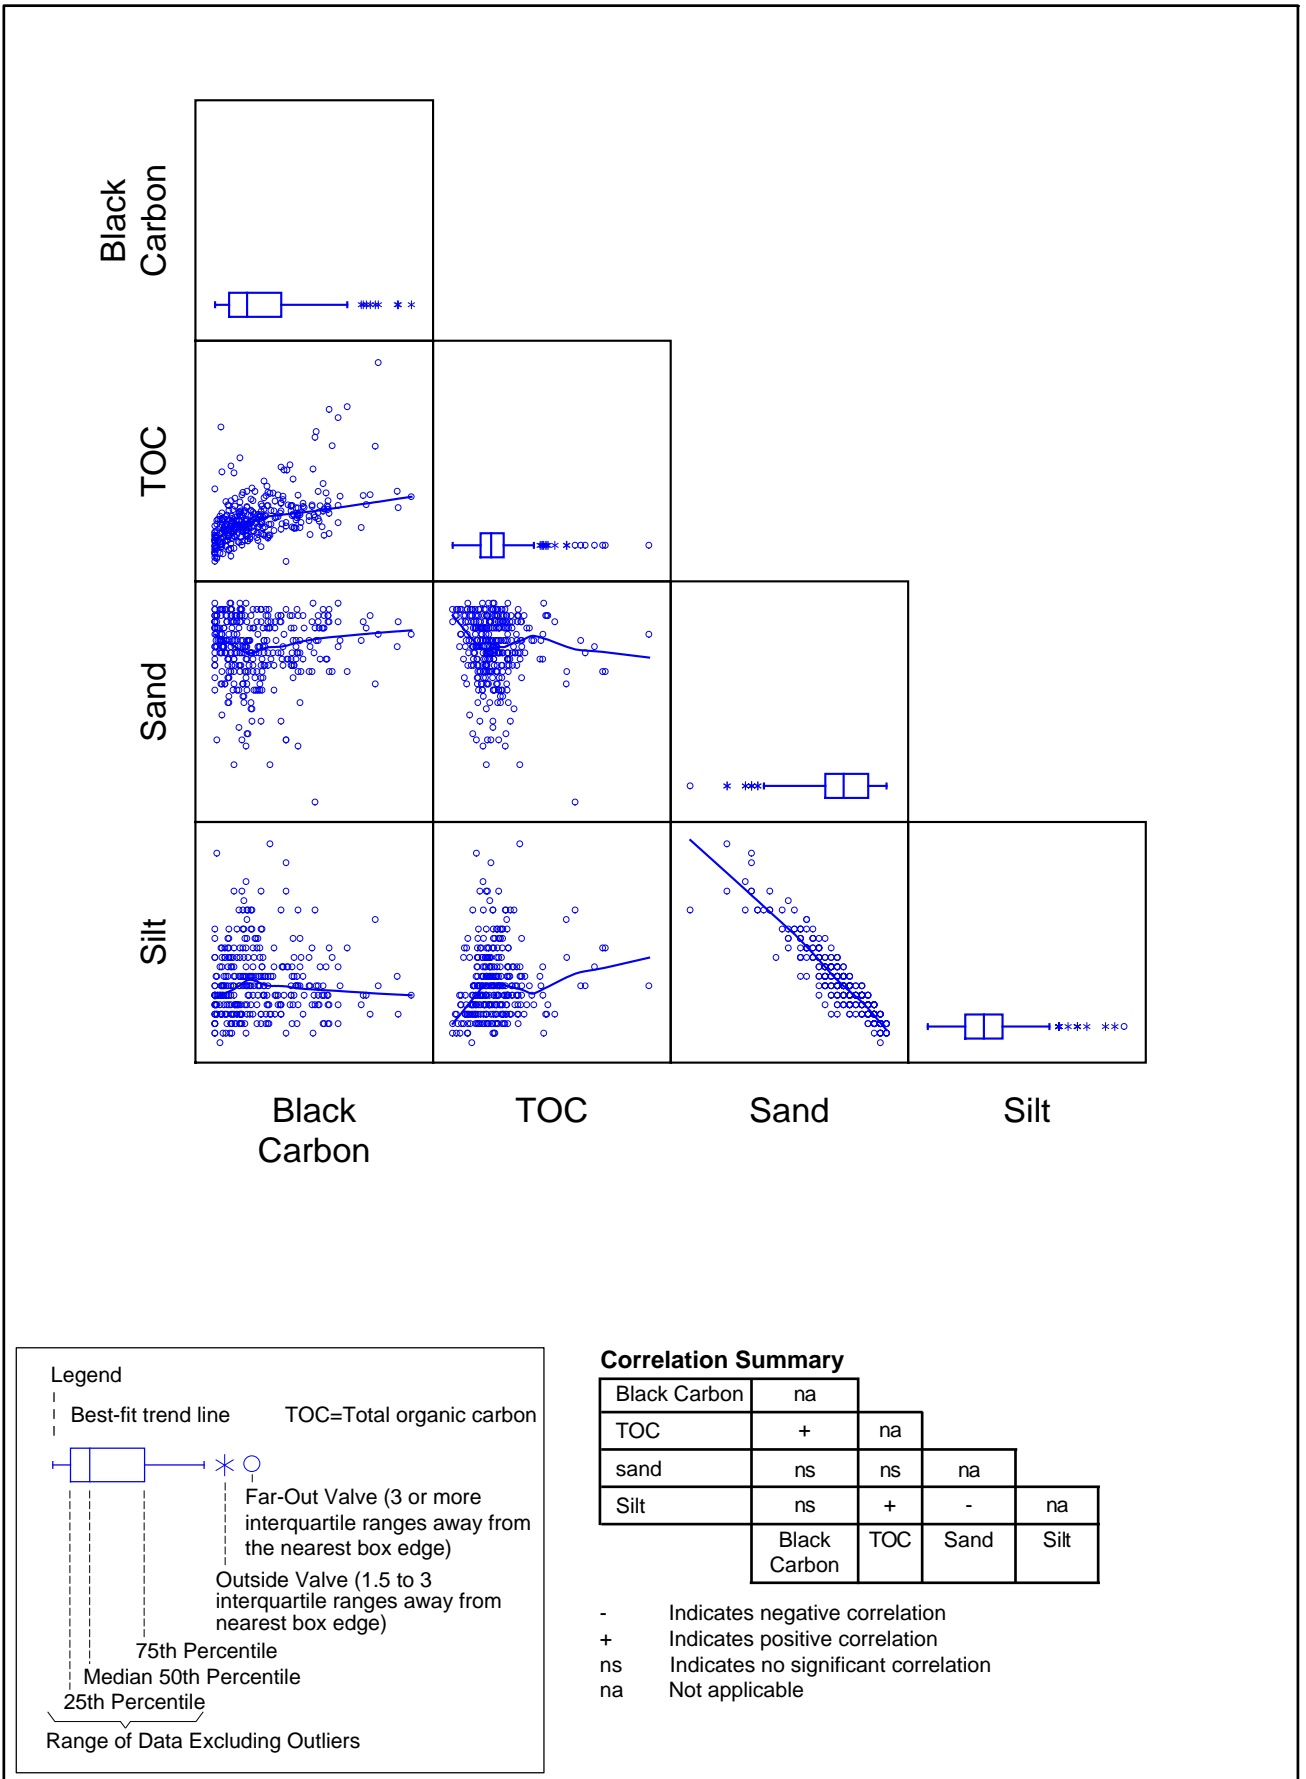 Black
Carbon
TOC
Sand
Silt
Black
Carbon
TOC
Sand
Silt
Legend
Best-fit trend line
TOC=Total organic carbon
Far-Out Valve (3 or more
interquartile ranges away from
the nearest box edge)
Outside Valve (1.5 to 3
interquartile ranges away from
nearest box edge)
75th Percentile
Median 50th Percentile
25th Percentile
Range of Data Excluding Outliers
Correlation Summary
Black Carbon na
TOC + na
sand ns ns na
Silt ns + - na
Black Carbon TOC Sand Silt
- Indicates negative correlation
+ Indicates positive correlation
ns Indicates no significant correlation
na Not applicable